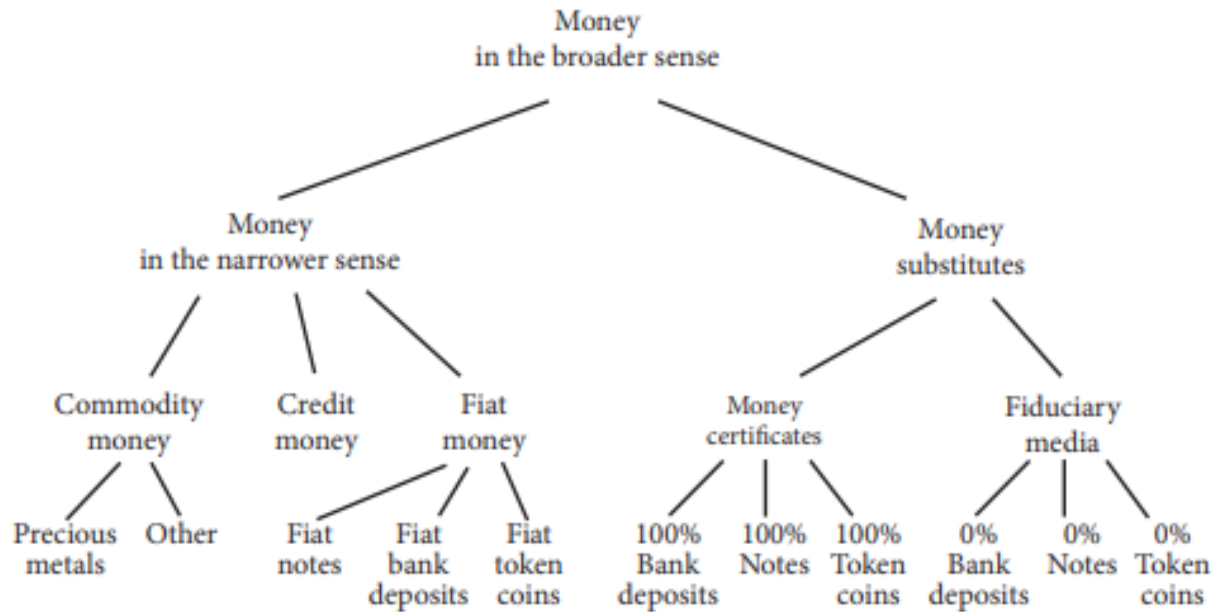 Money
in the broader sense
Money
in the narrower sense
Money
substitutes
Commodity
money
Credit
money
Fiat
money
Money
certificates
Fiduciary
media
Precious
metals
Other
Fiat
notes
Fiat
bank
deposits
Fiat
token
coins
100%
Bank
deposits
100%
Notes
100%
Token
coins
0%
Bank
deposits
0%
Notes
0%
Token
coins